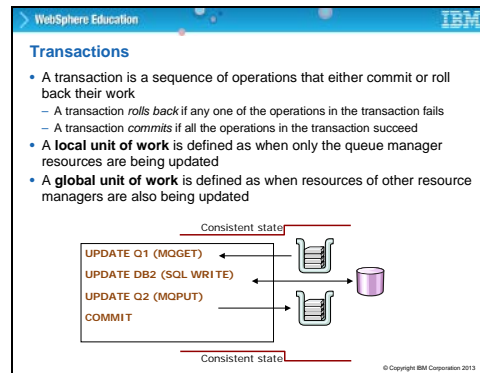 WebSphere Education
IBM
Transactions
• A transaction is a sequence of operations that either commit or roll
back their work
– A transaction rolls back if any one of the operations in the transaction fails
– A transaction commits if all the operations in the transaction succeed
• A local unit of work is defined as when only the queue manager
resources are being updated
• A global unit of work is defined as when resources of other resource
managers are also being updated
Consistent state
UPDATE Q1 (MQGET)
UPDATE DB2 (SQL WRITE)
UPDATE Q2 (MQPUT)
COMMIT
Consistent state
© Copyright IBM Corporation 2013